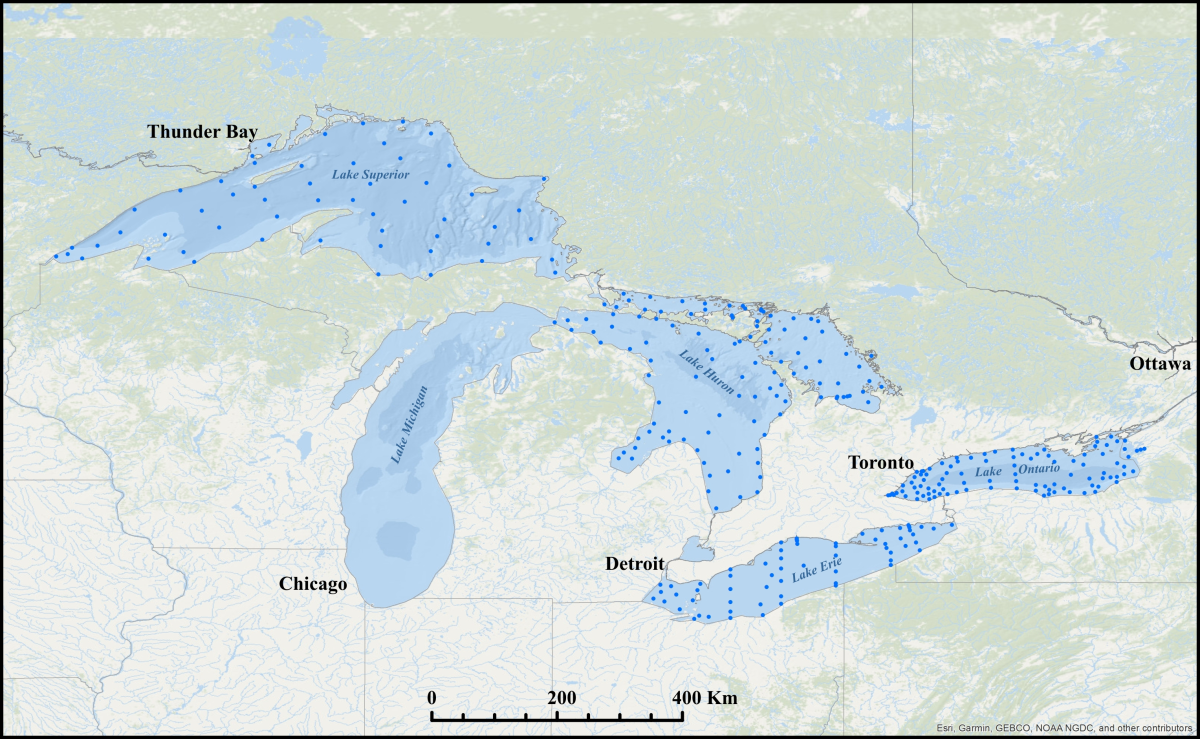 Thunder Bay
Lake Superior
Lake Huron
Ottawa
Lake Michigan
Toronto
Lake Ontario
Detroit
Lake Erie
Chicago
0 200 400 Km
Esri, Garmin, GEBCO, NOAA NGDC, and other contributors